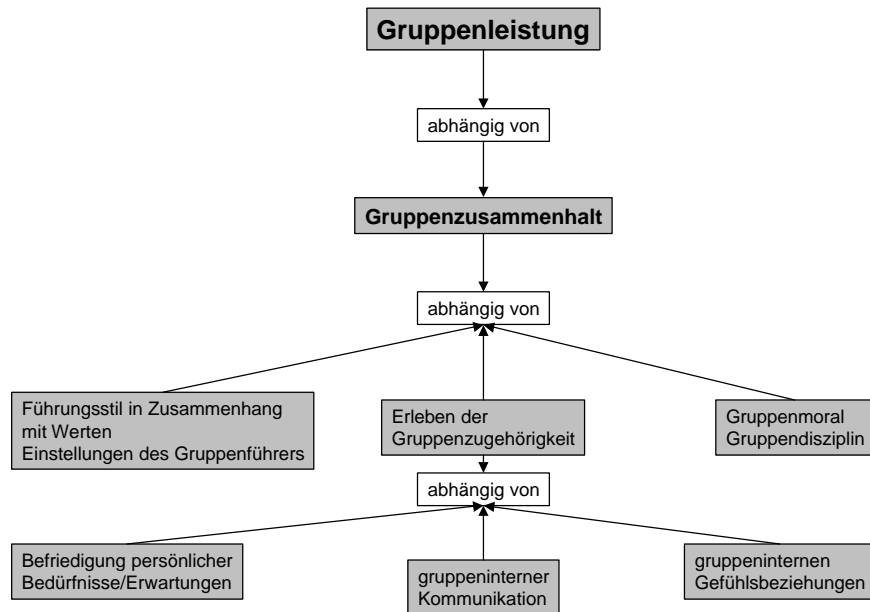 Gruppenleistung
abhängig von
Gruppenzusammenhalt
abhängig von
Führungsstil in Zusammenhang
mit Werten
Einstellungen des Gruppenführers
Erleben der
Gruppenzugehörigkeit
Gruppenmoral
Gruppendisziplin
abhängig von
Befriedigung persönlicher
Bedürfnisse/Erwartungen
gruppeninterner
Kommunikation
gruppeninternen
Gefühlsbeziehungen